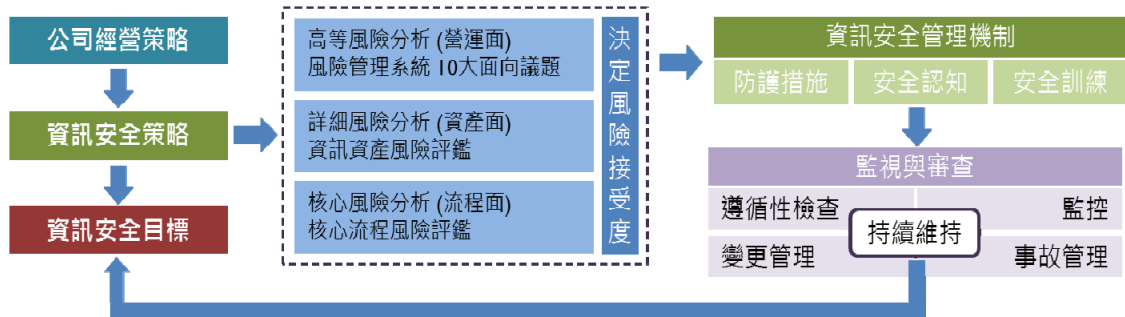 公司經營策略
資訊安全策略
資訊安全目標
高等風險分析 (營運面)
風險管理系統 10大面向議題
詳細風險分析 (資產面)
資訊資產風險評鑑
核心風險分析 (流程面)
核心流程風險評鑑
決定風險接受度
資訊安全管理機制
防護措施 安全認知 安全訓練
監視與審查
遵循性檢查 監控
持續維持
變更管理 事故管理